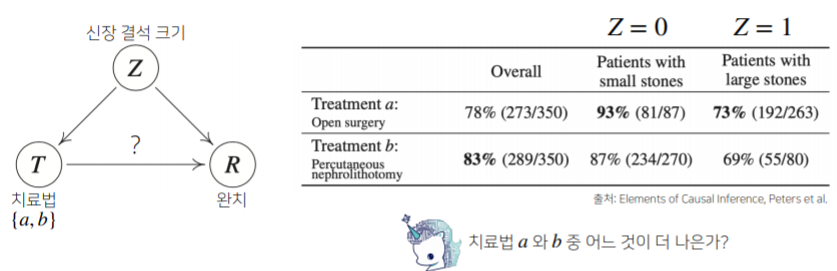 신장 결석 크기
Z
?
T
R
치료법
{a, b}
완치
Z = 0
Z = 1
Overall
Patients with
small stones
Patients with
large stones
Treatment a:
Open surgery
78% (273/350)
93% (81/87)
73% (192/263)
Treatment b:
Percutaneous
nephrolithotomy
83% (289/350)
87% (234/270)
69% (55/80)
출처: Elements of Causal Inference, Peters et al.
치료법 a 와 b 중 어느 것이 더 나은가?